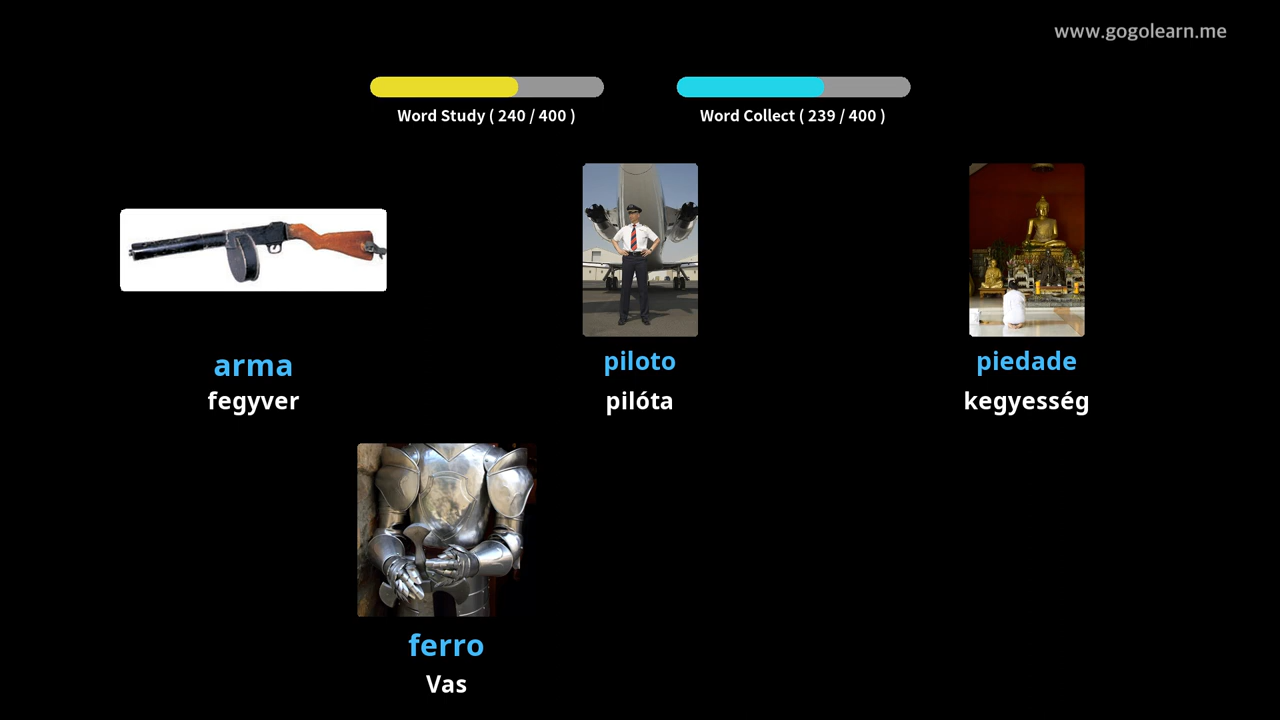 www.gogolearn.me
Word Study ( 240 / 400 )
Word Collect ( 239 / 400 )
arma
fegyver
piloto
pilóta
piedade
kegyesség
ferro
Vas